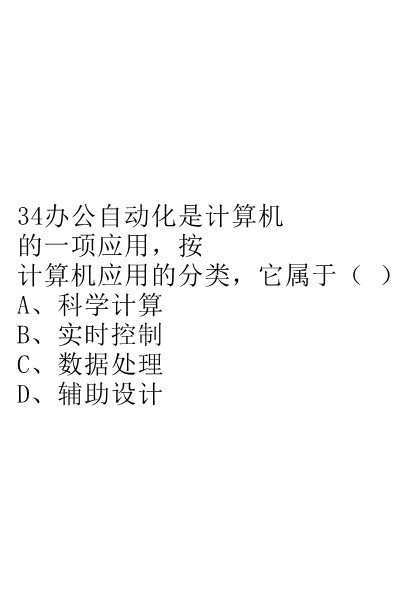 34办公自动化是计算机
的一项应用，按
计算机应用的分类，它属于（ ）
A、科学计算
B、实时控制
C、数据处理
D、辅助设计